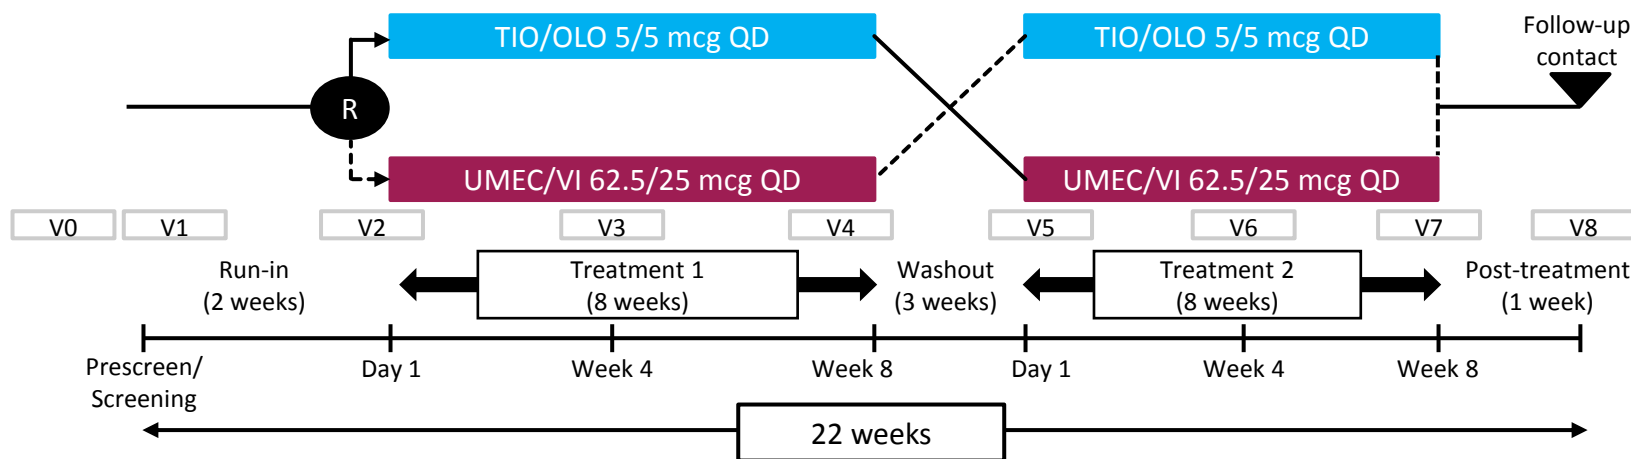 TIO/OLO 5/5 mcg QD
TIO/OLO 5/5 mcg QD
Follow-up
contact
R
UMEC/VI 62.5/25 mcg QD
UMEC/VI 62.5/25 mcg QD
V0
V1
V2
V3
V4
V5
V6
V7
V8
Run-in
(2 weeks)
Treatment 1
(8 weeks)
Washout
(3 weeks)
Treatment 2
(8 weeks)
Post-treatment
(1 week)
Prescreen/
Screening
Day 1
Week 4
Week 8
Day 1
Week 4
Week 8
22 weeks